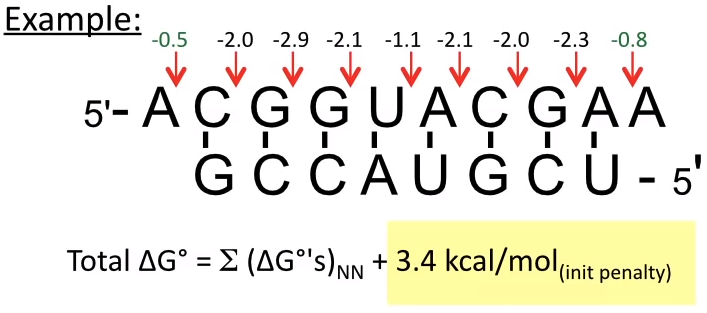 Example:
-0.5 -2.0 -2.9 -2.1 -1.1 -2.1 -2.0 -2.3 -0.8
5'- A C G G U A C G A A
G C C A U G C U - 5'
Total ΔG° = Σ (ΔG°'s)NN + 3.4 kcal/mol(init penalty)